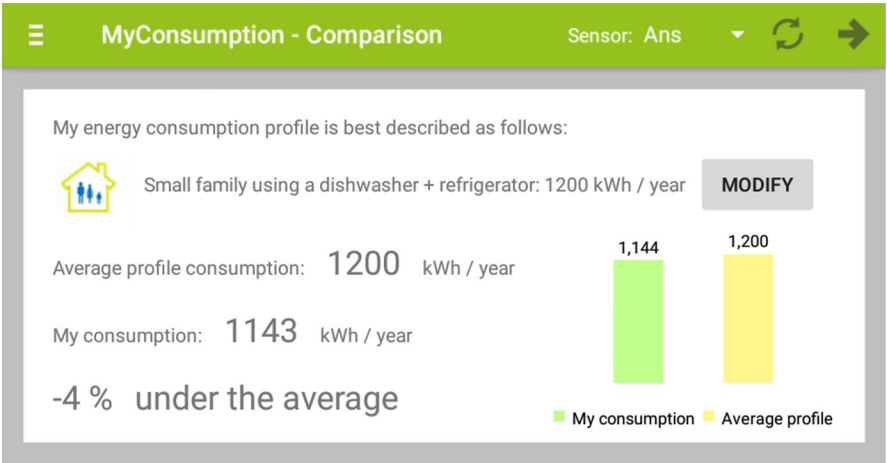 MyConsumption - Comparison
Sensor: Ans
My energy consumption profile is best described as follows:
Small family using a dishwasher + refrigerator: 1200 kWh / year
MODIFY
Average profile consumption: 1200 kWh / year
My consumption: 1143 kWh / year
-4 % under the average
1,144
1,200
My consumption
Average profile